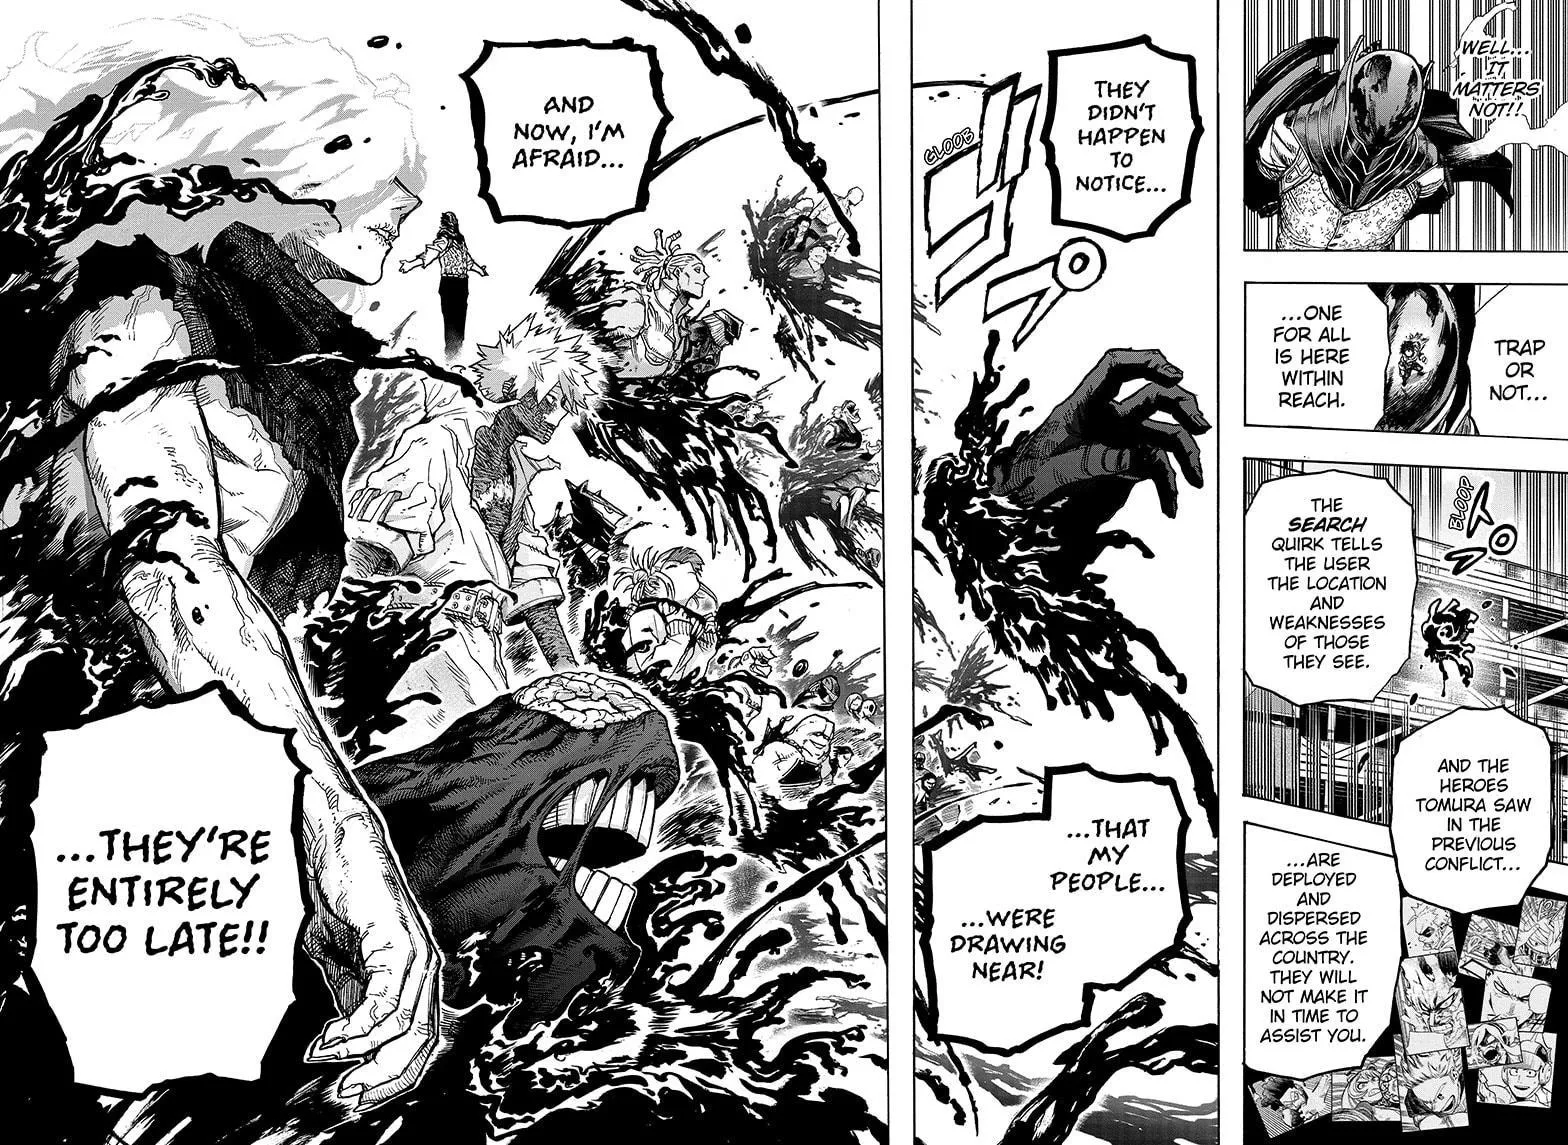 WELL...
IT
MATTERS
NOT!!
TRAP
OR
NOT...
...ONE
FOR ALL
IS HERE
WITHIN
REACH.
BLOOP
THE
SEARCH
QUIRK TELLS
THE USER
THE LOCATION
AND
WEAKNESSES
OF THOSE
THEY SEE.
AND THE
HEROES
TOMURA SAW
IN THE
PREVIOUS
CONFLICT...
...ARE
DEPLOYED
AND
DISPERSED
ACROSS THE
COUNTRY.
THEY WILL
NOT MAKE IT
IN TIME TO
ASSIST YOU.
THEY
DIDN'T
HAPPEN
TO
NOTICE...
...THAT
MY
PEOPLE...
...WERE
DRAWING
NEAR!
AND
NOW, I'M
AFRAID...
...THEY'RE
ENTIRELY
TOO LATE!!